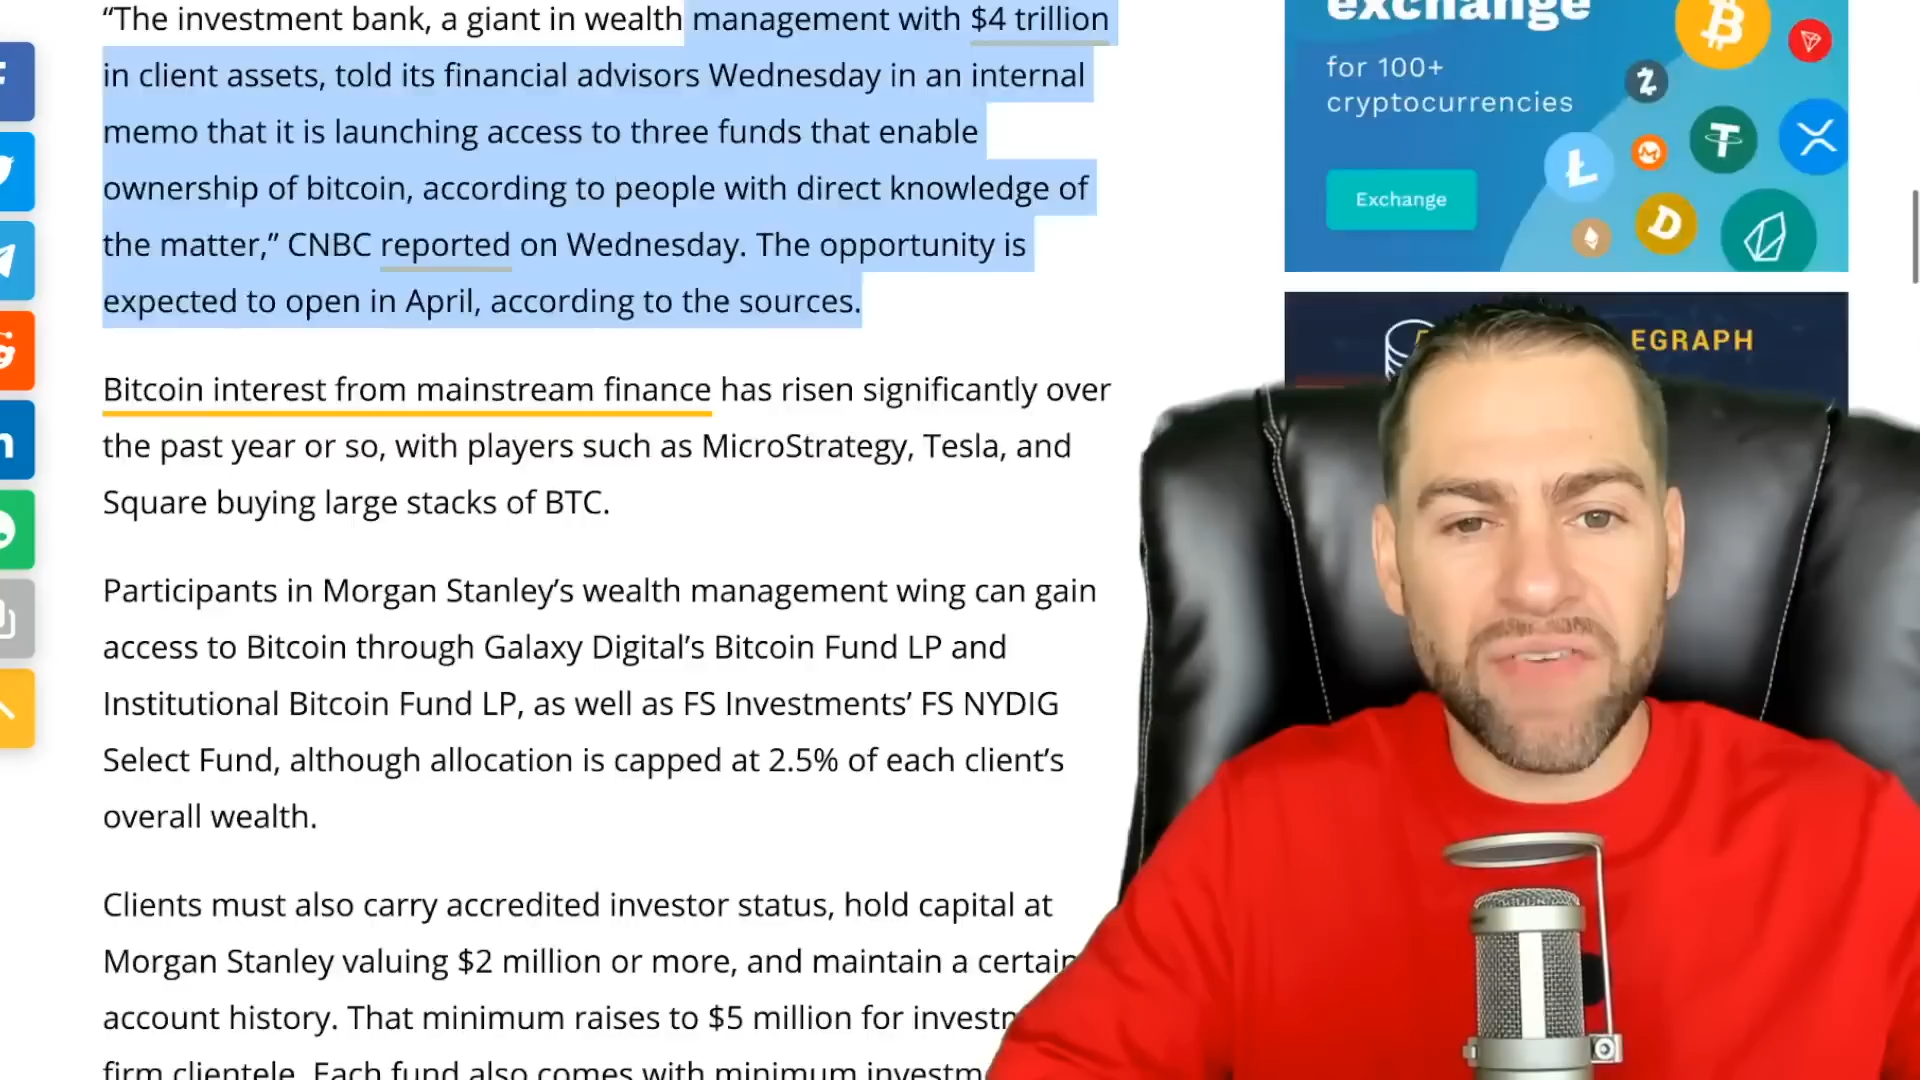 “The investment bank, a giant in wealth management with $4 trillion
in client assets, told its financial advisors Wednesday in an internal
memo that it is launching access to three funds that enable
ownership of bitcoin, according to people with direct knowledge of
the matter,” CNBC reported on Wednesday. The opportunity is
expected to open in April, according to the sources.
Bitcoin interest from mainstream finance has risen significantly over
the past year or so, with players such as MicroStrategy, Tesla, and
Square buying large stacks of BTC.
Participants in Morgan Stanley’s wealth management wing can gain
access to Bitcoin through Galaxy Digital’s Bitcoin Fund LP and
Institutional Bitcoin Fund LP, as well as FS Investments’ FS NYDIG
Select Fund, although allocation is capped at 2.5% of each client’s
overall wealth.
Clients must also carry accredited investor status, hold capital at
Morgan Stanley valuing $2 million or more, and maintain a certain
account history. That minimum raises to $5 million for
firm clientele. Each fund also comes with minimum
exchange
for 100+
cryptocurrencies
Exchange
EGRAPH